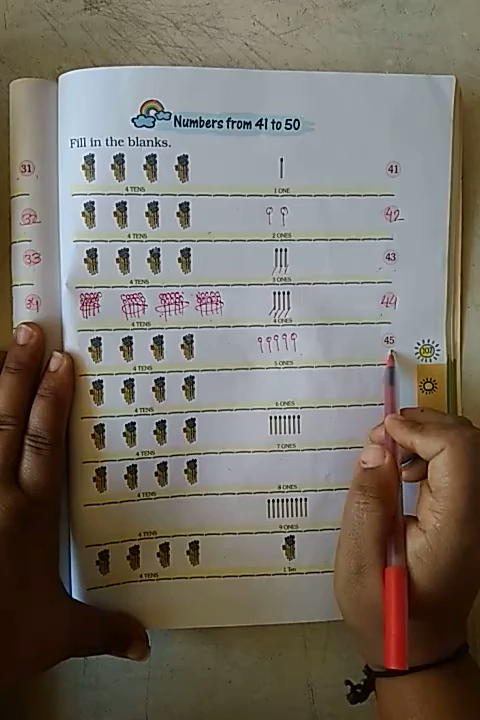 Numbers from 41 to 50
Fill in the blanks.
31
4 TENS
1 ONE
41
32
4 TENS
2 ONES
42
33
4 TENS
3 ONES
43
34
4 TENS
4 ONES
44
4 TENS
5 ONES
45
107
4 TENS
6 ONES
4 TENS
7 ONES
4 TENS
8 ONES
4 TENS
9 ONES
4 TENS
1 Ten